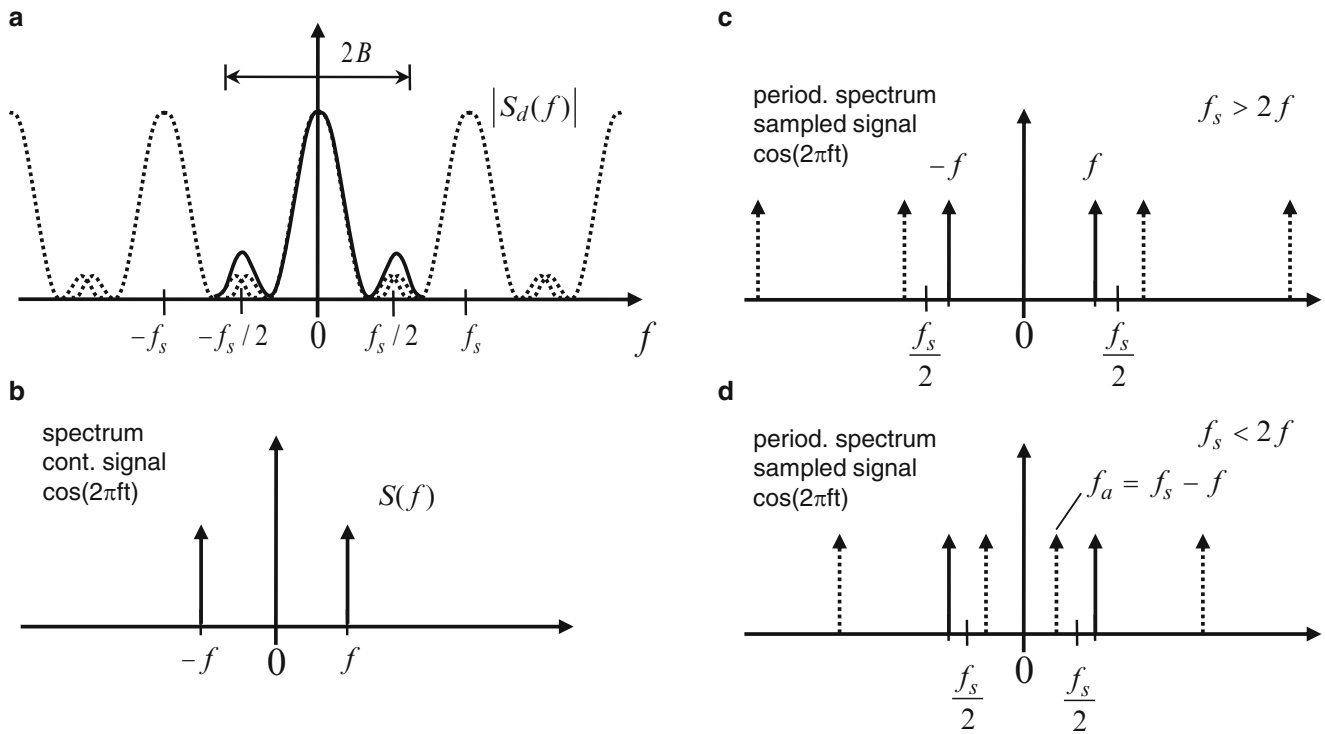 a
2B
|S_d(f)|
-f_s
-f_s/2
0
f_s/2
f_s
f
b
spectrum
cont. signal
cos(2πft)
S(f)
-f
0
f
c
period. spectrum
sampled signal
cos(2πft)
f_s > 2f
-f
f
f_s/2
0
f_s/2
d
period. spectrum
sampled signal
cos(2πft)
f_s < 2f
f_a = f_s - f
f_s/2
0
f_s/2